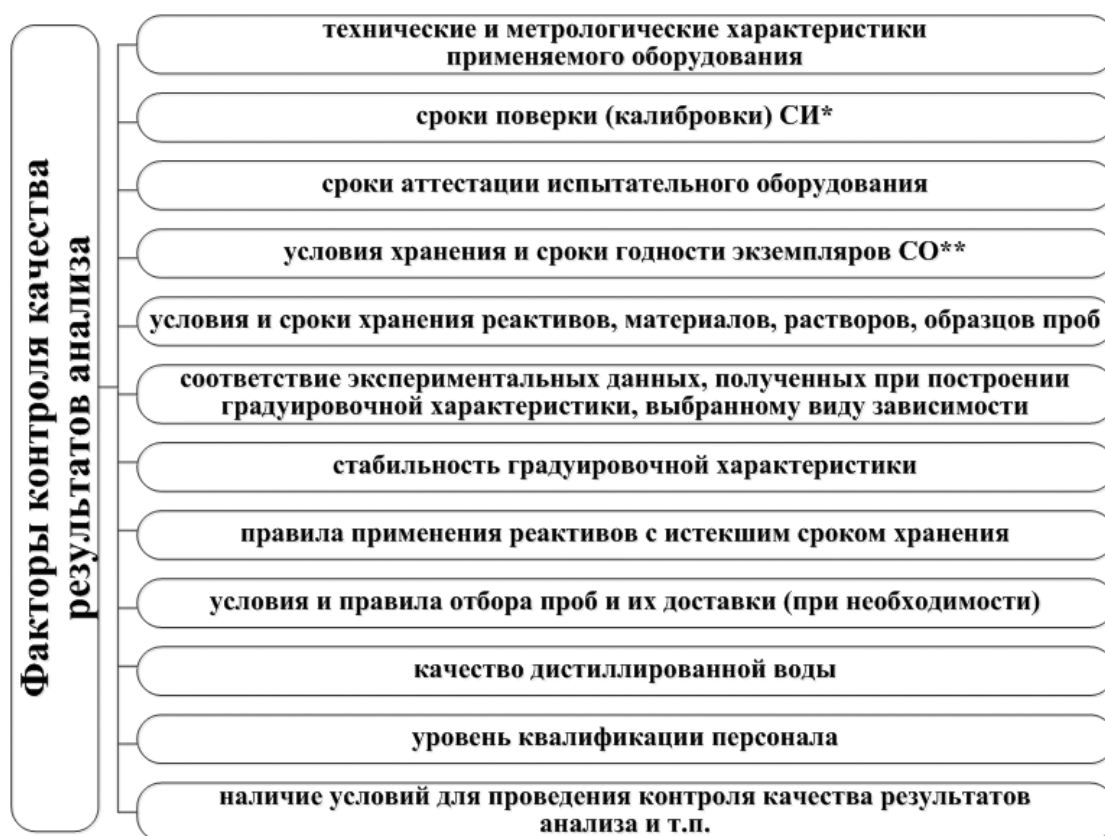 Факторы контроля качества
результатов анализа
технические и метрологические характеристики
применяемого оборудования
сроки поверки (калибровки) СИ*
сроки аттестации испытательного оборудования
условия хранения и сроки годности экземпляров СО**
условия и сроки хранения реактивов, материалов, растворов, образцов проб
соответствие экспериментальных данных, полученных при построении
градуировочной характеристики, выбранному виду зависимости
стабильность градуировочной характеристики
правила применения реактивов с истекшим сроком хранения
условия и правила отбора проб и их доставки (при необходимости)
качество дистиллированной воды
уровень квалификации персонала
наличие условий для проведения контроля качества результатов
анализа и т.п.